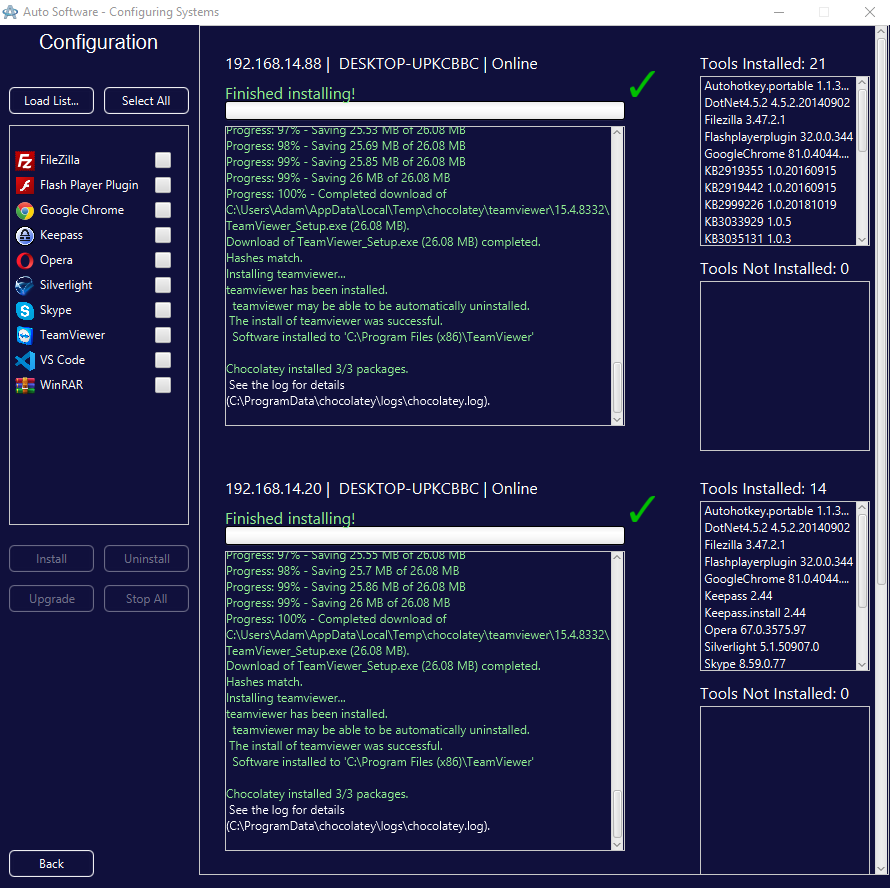 Auto Software - Configuring Systems
Configuration
Load List...
Select All
FileZilla
Flash Player Plugin
Google Chrome
Keepass
Opera
Silverlight
Skype
TeamViewer
VS Code
WinRAR
Install
Uninstall
Upgrade
Stop All
Back
192.168.14.88 | DESKTOP-UPKCBBC | Online
Finished installing!
Progress: 97% - Saving 25.53 MB of 26.08 MB
Progress: 98% - Saving 25.69 MB of 26.08 MB
Progress: 99% - Saving 25.85 MB of 26.08 MB
Progress: 99% - Saving 26 MB of 26.08 MB
Progress: 100% - Completed download of
C:\Users\Adam\AppData\Local\Temp\chocolatey\teamviewer\15.4.8332\
TeamViewer_Setup.exe (26.08 MB).
Download of TeamViewer_Setup.exe (26.08 MB) completed.
Hashes match.
Installing teamviewer...
teamviewer has been installed.
teamviewer may be able to be automatically uninstalled.
The install of teamviewer was successful.
Software installed to 'C:\Program Files (x86)\TeamViewer'
Chocolatey installed 3/3 packages.
See the log for details
(C:\ProgramData\chocolatey\logs\chocolatey.log).
Tools Installed: 21
Autohotkey.portable 1.1.3...
DotNet4.5.2 4.5.2.20140902
Filezilla 3.47.2.1
Flashplayerplugin 32.0.0.344
GoogleChrome 81.0.4044....
KB2919355 1.0.20160915
KB2919442 1.0.20160915
KB2999226 1.0.20181019
KB3033929 1.0.5
KB3035131 1.0.3
Tools Not Installed: 0
192.168.14.20 | DESKTOP-UPKCBBC | Online
Finished installing!
Progress: 97% - Saving 25.55 MB of 26.08 MB
Progress: 98% - Saving 25.7 MB of 26.08 MB
Progress: 99% - Saving 25.86 MB of 26.08 MB
Progress: 99% - Saving 26 MB of 26.08 MB
Progress: 100% - Completed download of
C:\Users\Adam\AppData\Local\Temp\chocolatey\teamviewer\15.4.8332\
TeamViewer_Setup.exe (26.08 MB).
Download of TeamViewer_Setup.exe (26.08 MB) completed.
Hashes match.
Installing teamviewer...
teamviewer has been installed.
teamviewer may be able to be automatically uninstalled.
The install of teamviewer was successful.
Software installed to 'C:\Program Files (x86)\TeamViewer'
Chocolatey installed 3/3 packages.
See the log for details
(C:\ProgramData\chocolatey\logs\chocolatey.log).
Tools Installed: 14
Autohotkey.portable 1.1.3...
DotNet4.5.2 4.5.2.20140902
Filezilla 3.47.2.1
Flashplayerplugin 32.0.0.344
GoogleChrome 81.0.4044....
Keepass 2.44
Keepass.install 2.44
Opera 67.0.3575.97
Silverlight 5.1.50907.0
Skype 8.59.0.77
Tools Not Installed: 0